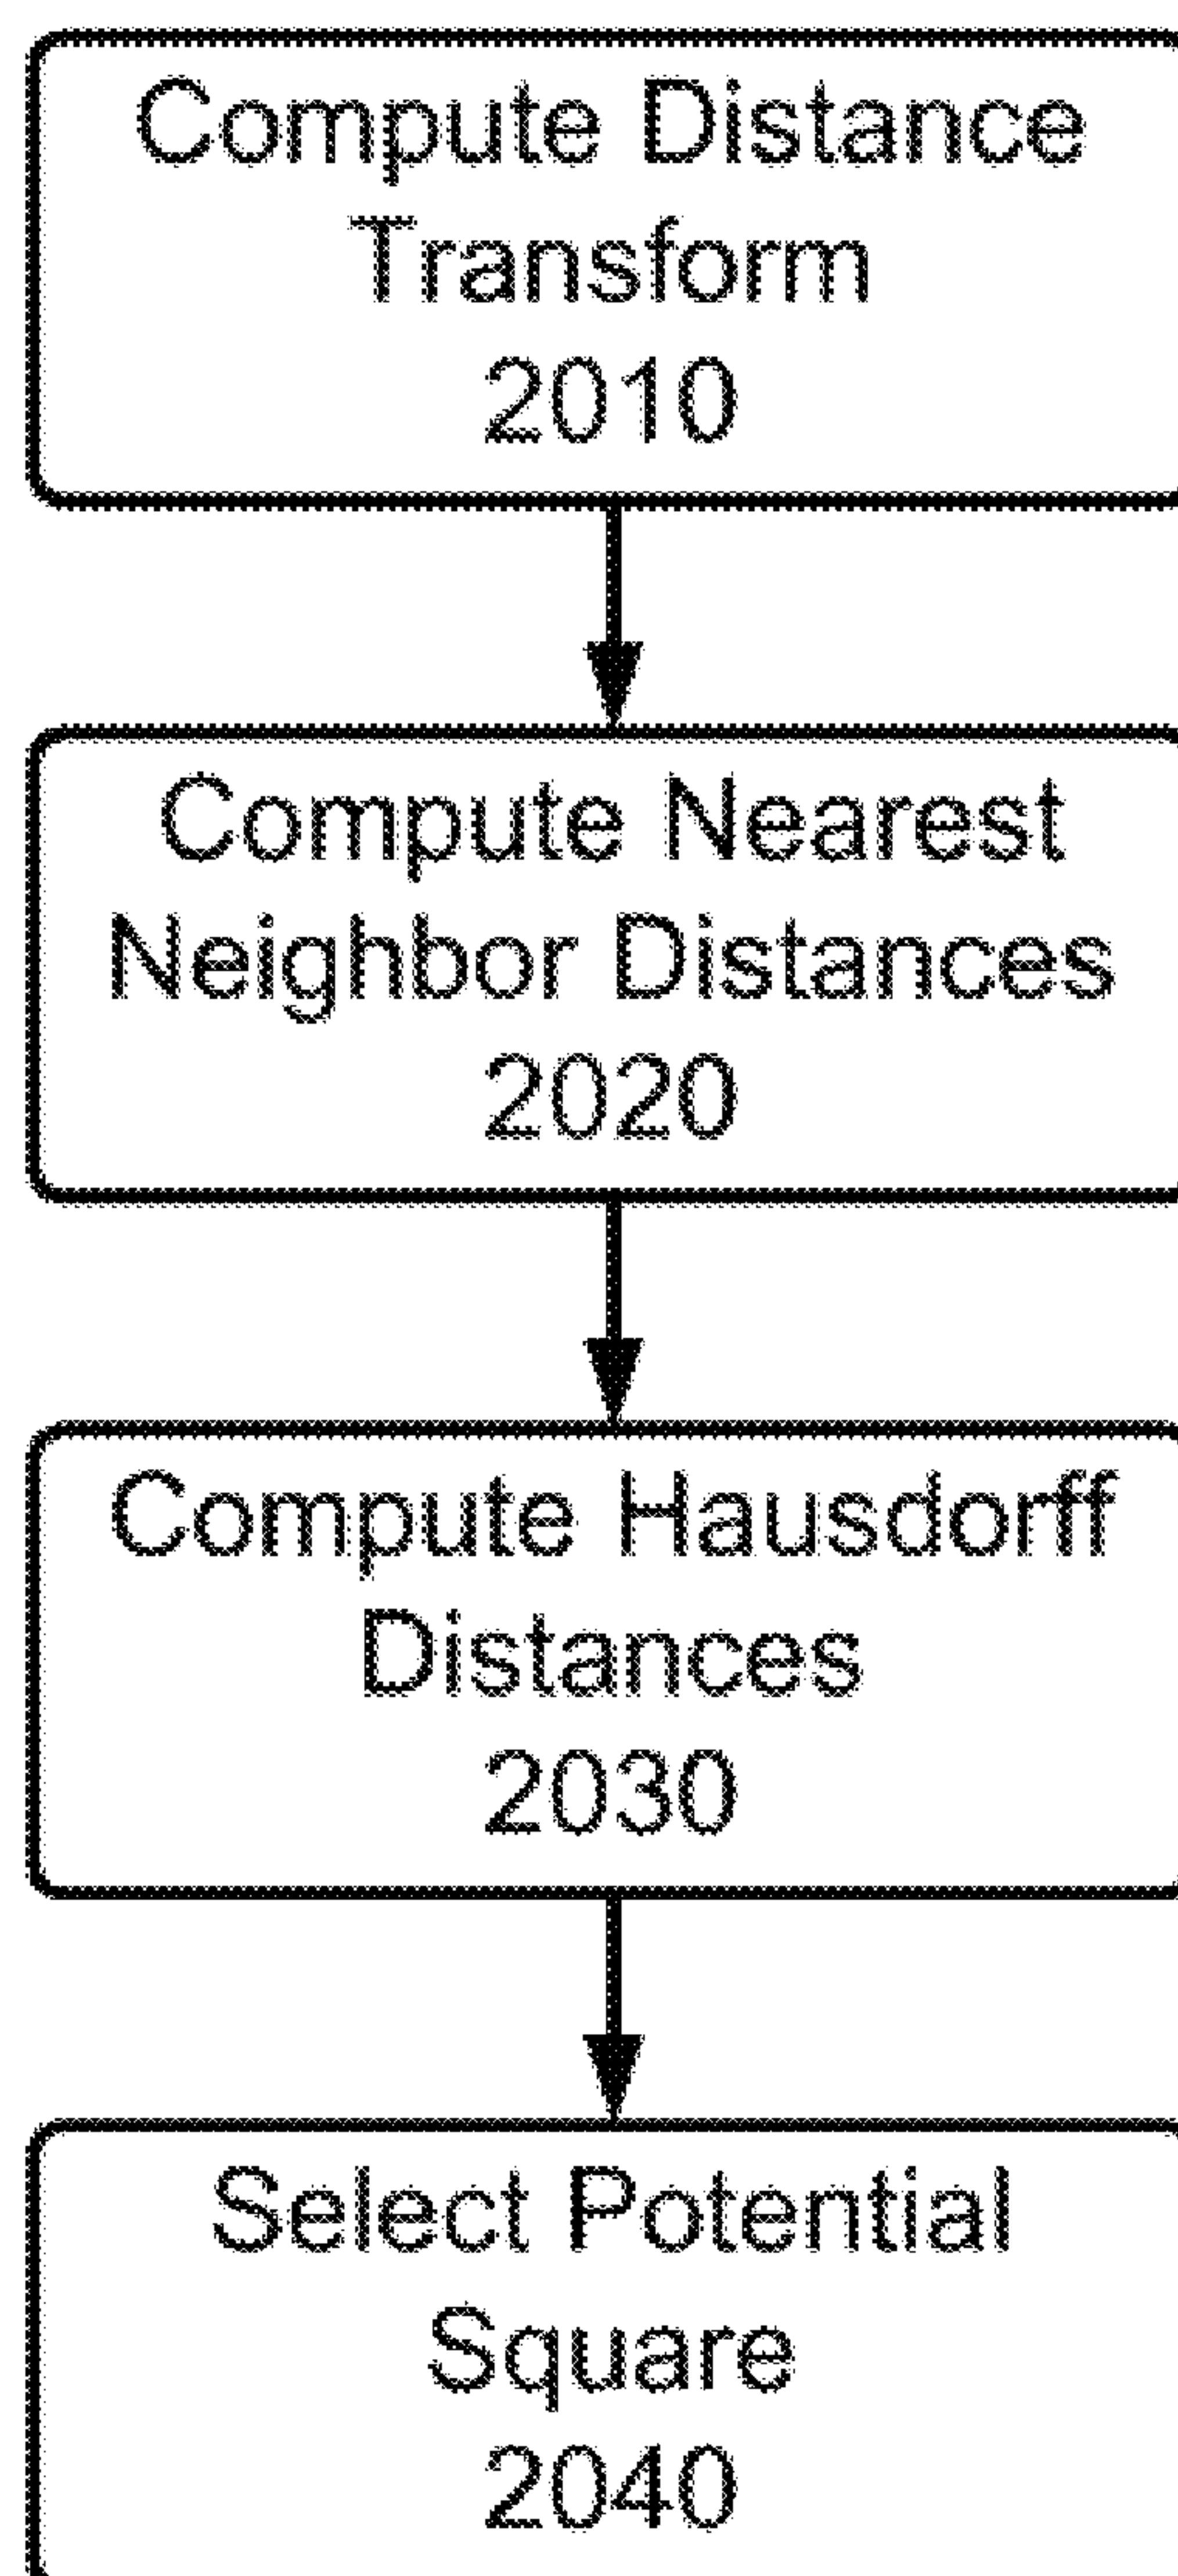 Compute Distance
Transform
2010
Compute Nearest
Neighbor Distances
2020
Compute Hausdorff
Distances
2030
Select Potential
Square
2040